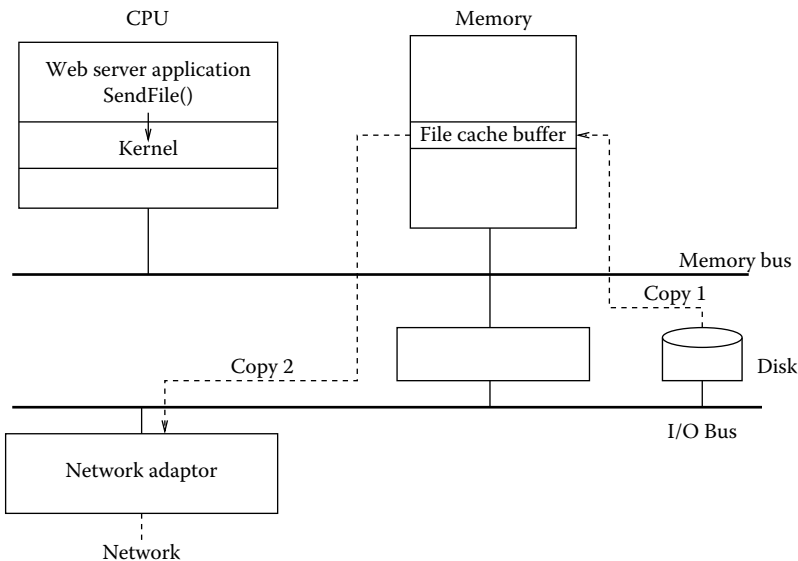 CPU
Memory
Web server application
SendFile()
Kernel
File cache buffer
Memory bus
Copy 1
Copy 2
Disk
I/O Bus
Network adaptor
Network